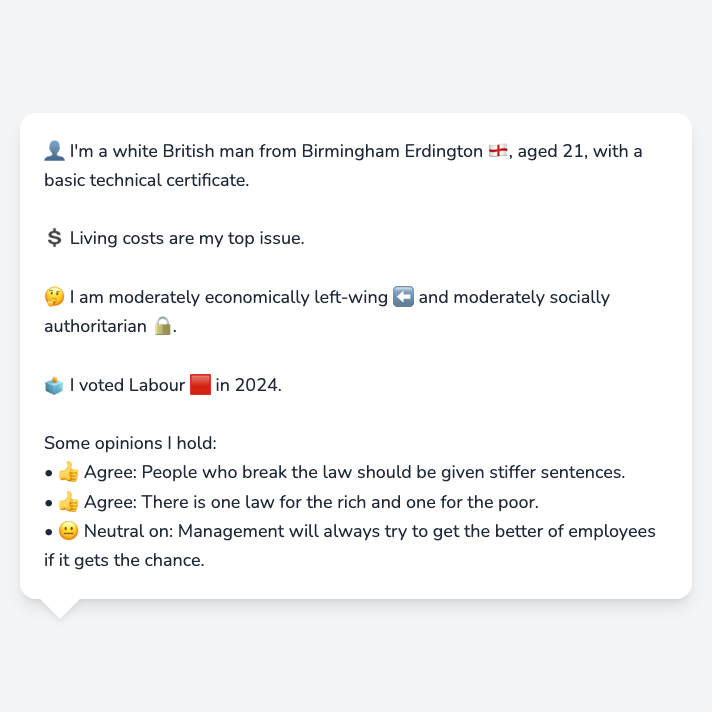 👤 I'm a white British man from Birmingham Erdington 🏴󠁧󠁢󠁥󠁮󠁧󠁿, aged 21, with a
basic technical certificate.
💲 Living costs are my top issue.
🤔 I am moderately economically left-wing ⬅️ and moderately socially
authoritarian 🔒.
🗳️ I voted Labour 🟥 in 2024.
Some opinions I hold:
• 👍 Agree: People who break the law should be given stiffer sentences.
• 👍 Agree: There is one law for the rich and one for the poor.
• 😐 Neutral on: Management will always try to get the better of employees
if it gets the chance.